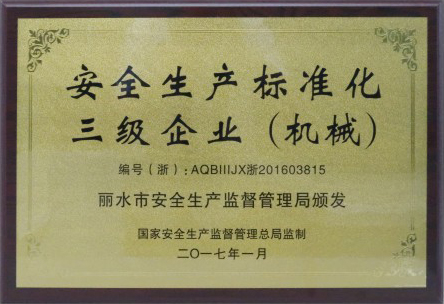 安全生产标准化
三级企业（机械）
编号（浙）：AQBIIIJX浙201603815
丽水市安全生产监督管理局颁发
国家安全生产监督管理总局监制
二〇一七年一月